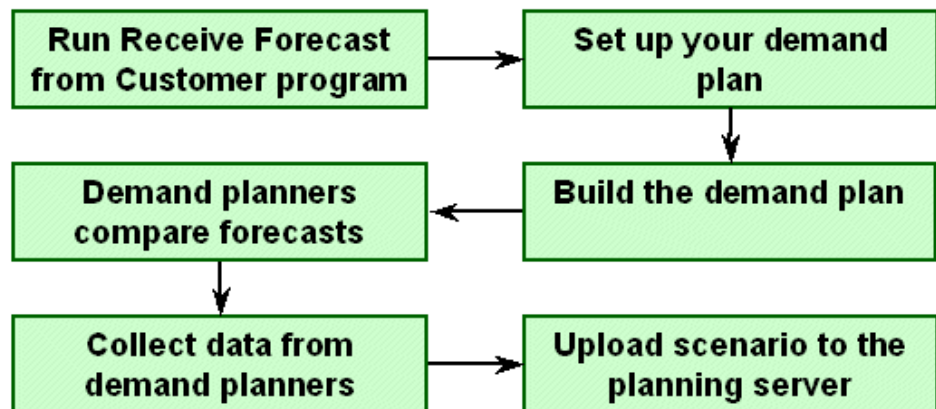 Run Receive Forecast
from Customer program
Set up your demand
plan
Build the demand plan
Demand planners
compare forecasts
Collect data from
demand planners
Upload scenario to the
planning server